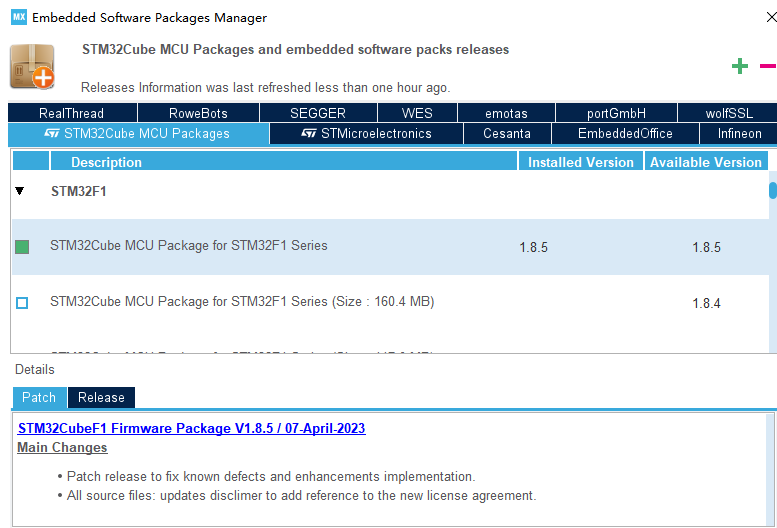 MX Embedded Software Packages Manager
STM32Cube MCU Packages and embedded software packs releases
Releases Information was last refreshed less than one hour ago.
RealThread RoweBots SEGGER WES emotas portGmbH wolfSSL
STM32Cube MCU Packages STMicroelectronics Cesanta EmbeddedOffice Infineon
Description Installed Version Available Version
STM32F1
STM32Cube MCU Package for STM32F1 Series 1.8.5 1.8.5
STM32Cube MCU Package for STM32F1 Series (Size : 160.4 MB) 1.8.4
Details
Patch Release
STM32CubeF1 Firmware Package V1.8.5 / 07-April-2023
Main Changes
• Patch release to fix known defects and enhancements implementation.
• All source files: updates disclimer to add reference to the new license agreement.